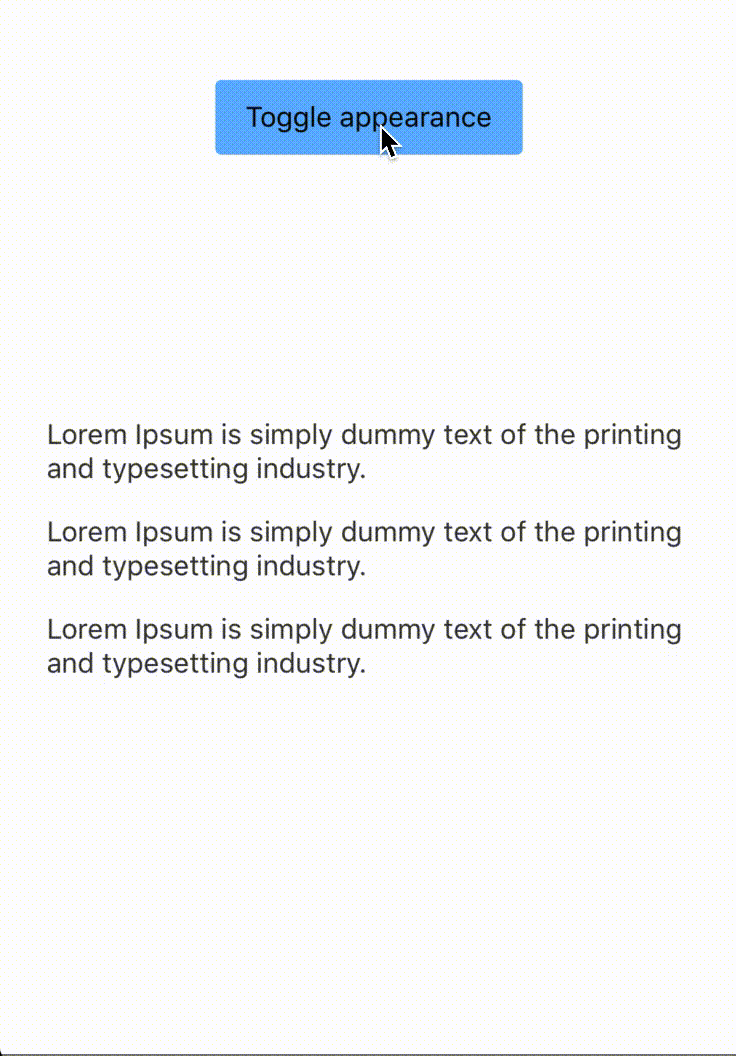 Toggle appearance
Lorem Ipsum is simply dummy text of the printing
and typesetting industry.
Lorem Ipsum is simply dummy text of the printing
and typesetting industry.
Lorem Ipsum is simply dummy text of the printing
and typesetting industry.